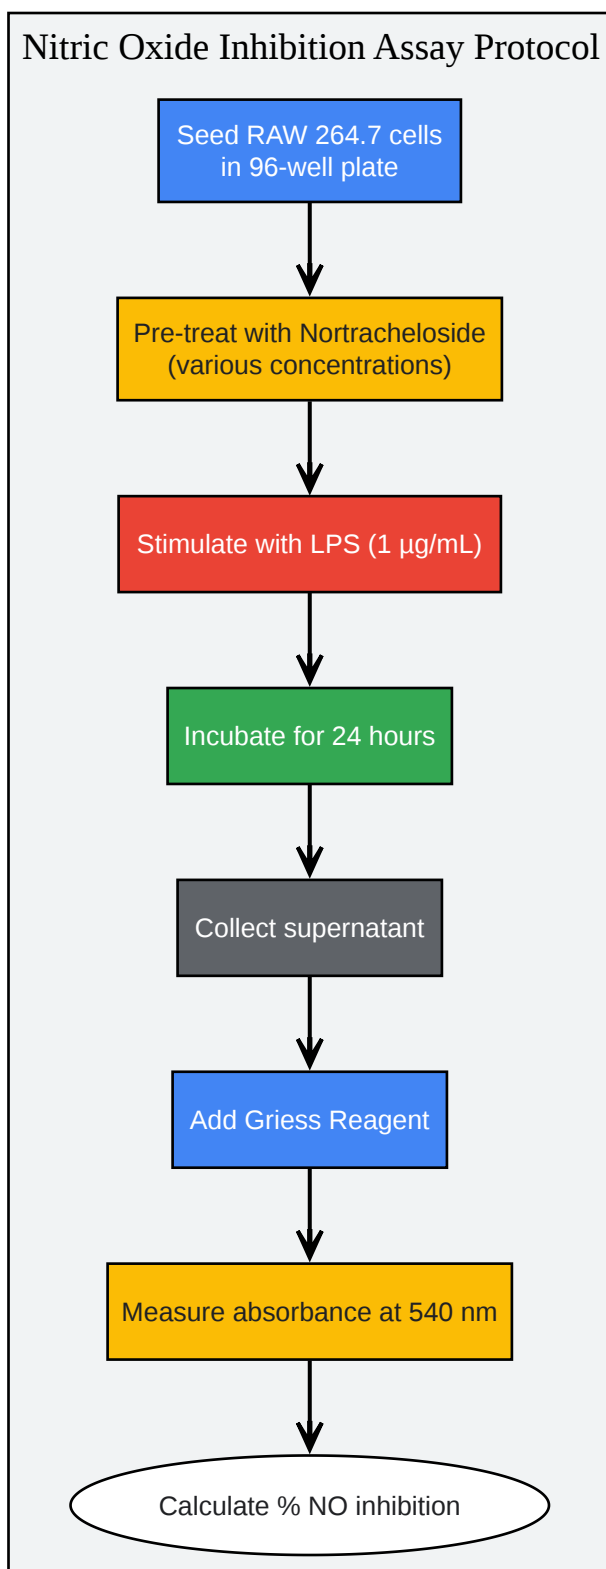 Nitric Oxide Inhibition Assay Protocol
Seed RAW 264.7 cells
in 96-well plate
Pre-treat with Nortracheloside
(various concentrations)
Stimulate with LPS (1 µg/mL)
Incubate for 24 hours
Collect supernatant
Add Griess Reagent
Measure absorbance at 540 nm
Calculate % NO inhibition